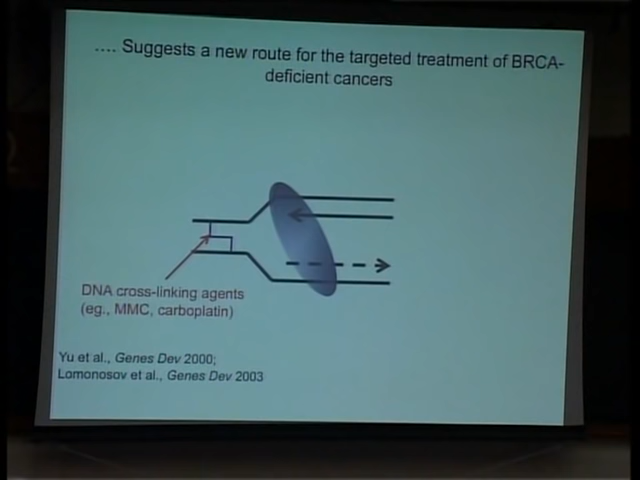 .... Suggests a new route for the targeted treatment of BRCA-
deficient cancers
DNA cross-linking agents
(eg., MMC, carboplatin)
Yu et al., Genes Dev 2000;
Lomonosov et al., Genes Dev 2003